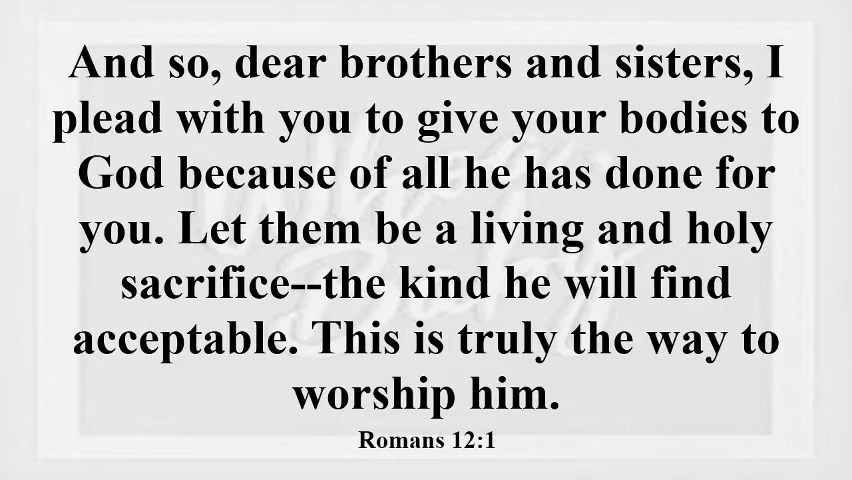 And so, dear brothers and sisters, I
plead with you to give your bodies to
God because of all he has done for
you. Let them be a living and holy
sacrifice--the kind he will find
acceptable. This is truly the way to
worship him.
Romans 12:1